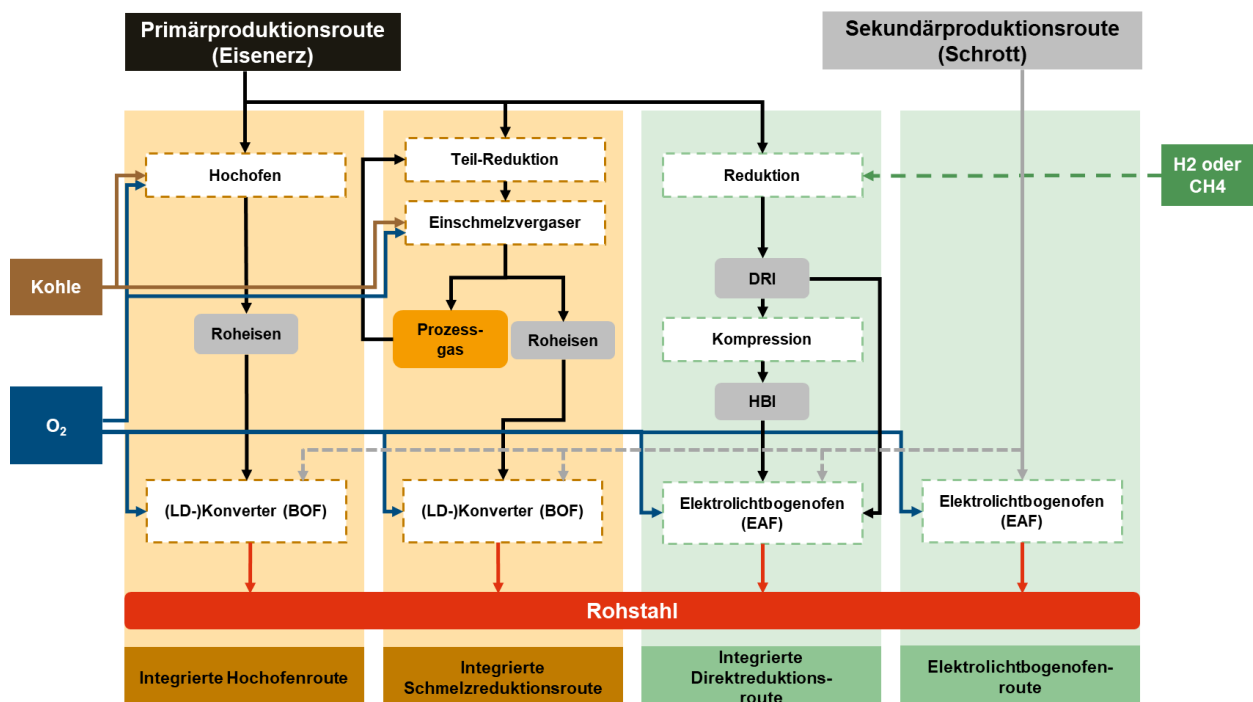 Primärproduktionsroute
(Eisenerz)
Sekundärproduktionsroute
(Schrott)
Hochofen
Teil-Reduktion
Einschmelzvergaser
Reduktion
H2 oder
CH4
Kohle
DRI
Roheisen
Prozess-
gas
Roheisen
Kompression
HBI
O₂
(LD-)Konverter (BOF)
(LD-)Konverter (BOF)
Elektrolichtbogenofen
(EAF)
Elektrolichtbogenofen
(EAF)
Rohstahl
Integrierte Hochofenroute
Integrierte
Schmelzreduktionsroute
Integrierte
Direktreduktions-
route
Elektrolichtbogenofen-
route